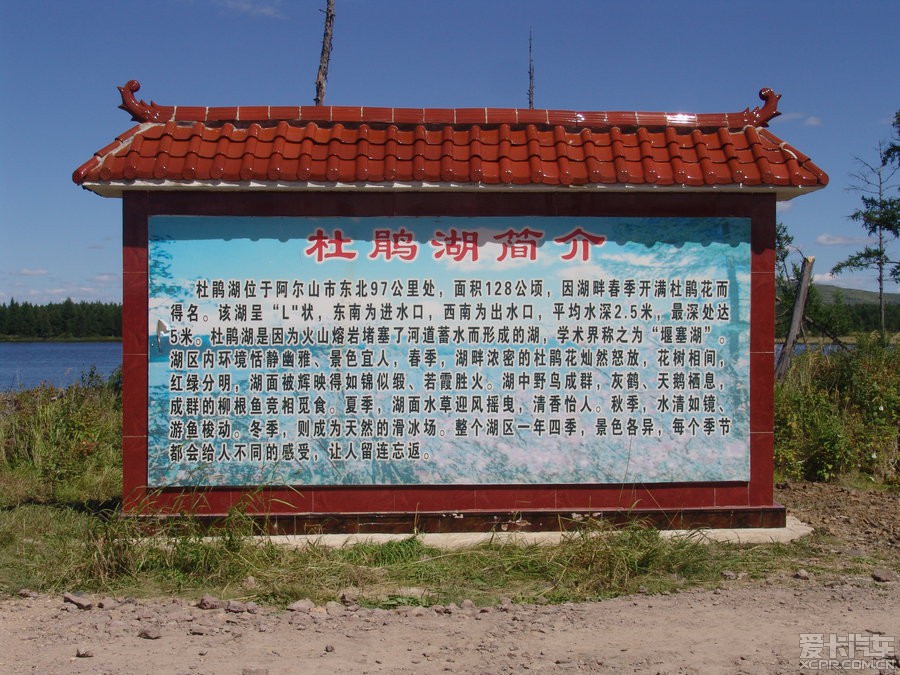 杜鹃湖简介
杜鹃湖位于阿尔山市东北97公里处，面积128公顷，因湖畔春季开满杜鹃花而
得名。该湖呈“L”状，东南为进水口，西南为出水口，平均水深2.5米，最深处达
5米。杜鹃湖是因为火山熔岩堵塞了河道蓄水而形成的湖，学术界称之为“堰塞湖”。
湖区内环境恬静幽雅、景色宜人，春季，湖畔浓密的杜鹃花灿然怒放，花树相间，
红绿分明，湖面被辉映得如锦似缎、若霞胜火。湖中野鸟成群，灰鹤、天鹅栖息，
成群的柳根鱼竞相觅食。夏季，湖面水草迎风摇曳，清香怡人。秋季，水清如镜、
游鱼梭动。冬季，则成为天然的滑冰场。整个湖区一年四季，景色各异，每个季节
都会给人不同的感受，让人留连忘返。
爱卡汽车
XCPR.COM.CN